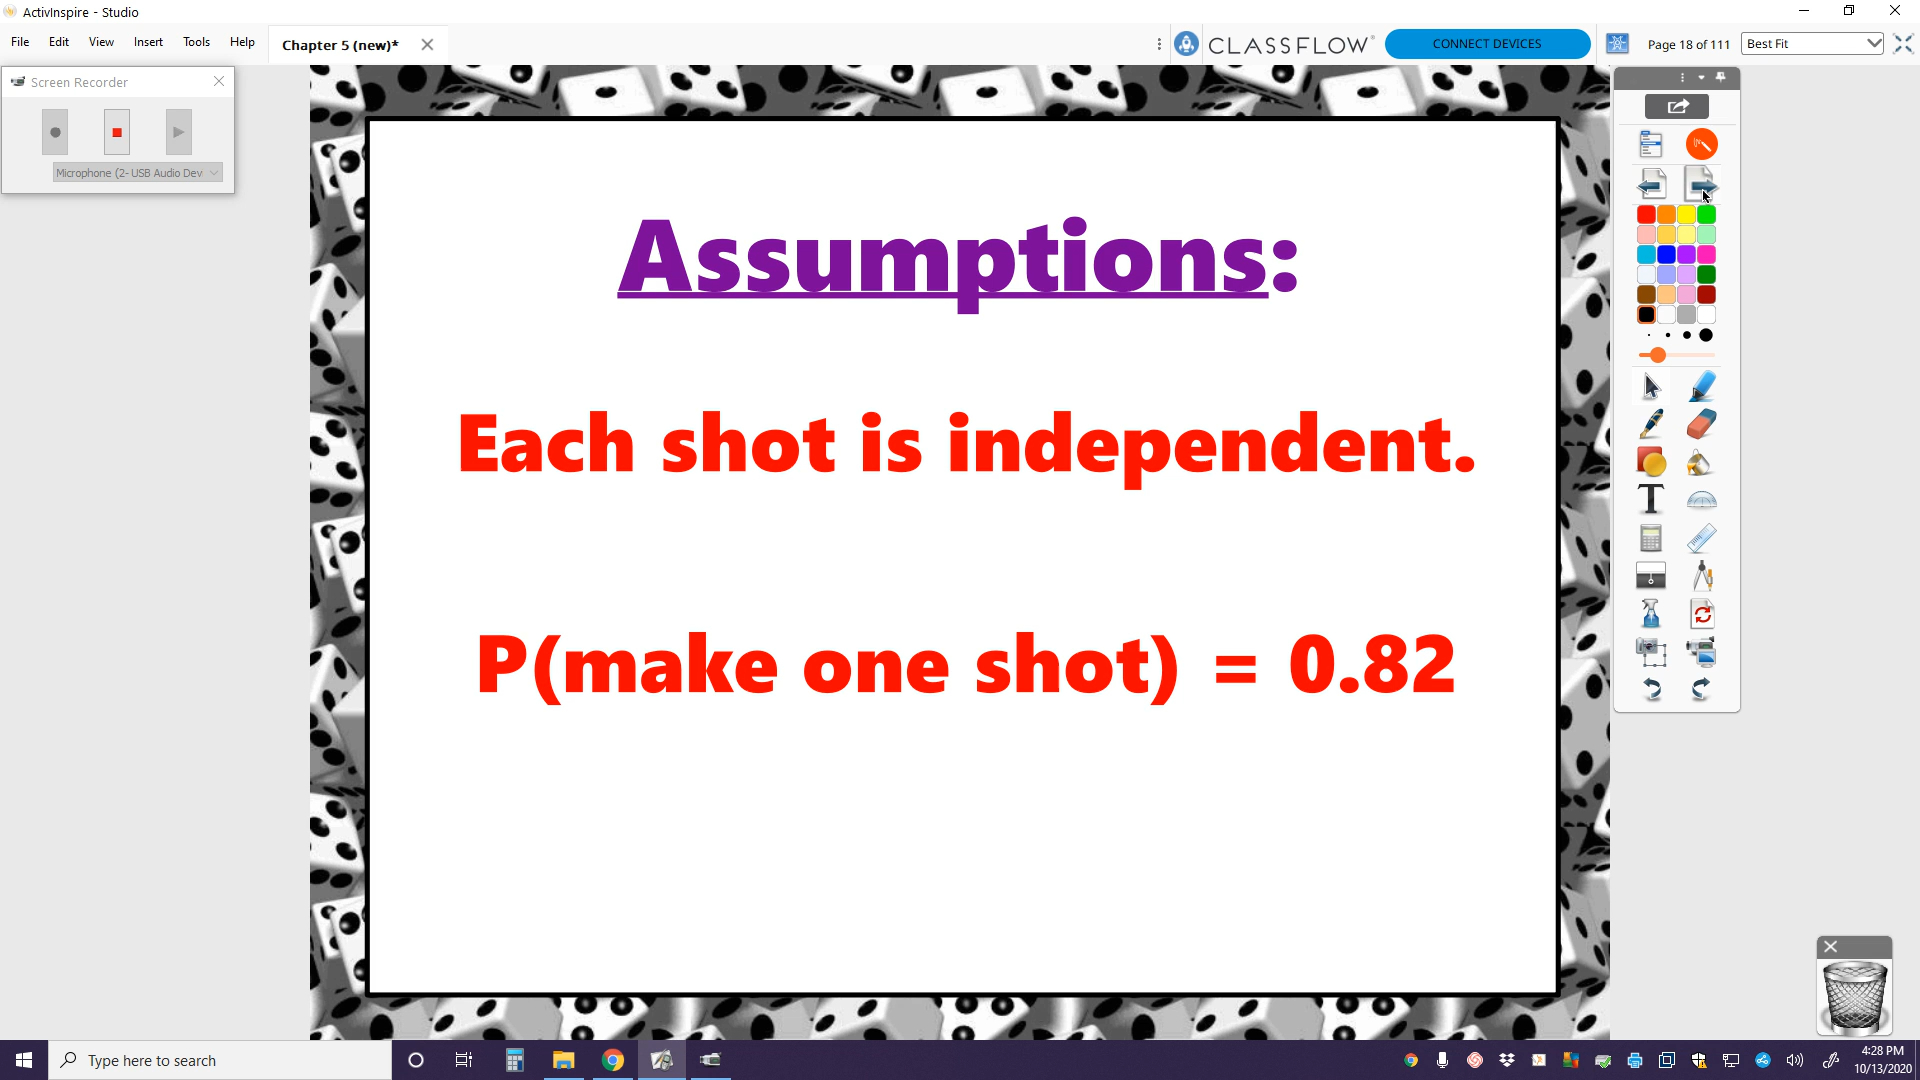 ActivInspire - Studio
File Edit View Insert Tools Help
Chapter 5 (new)*
CLASSFLOW
CONNECT DEVICES
Page 18 of 111
Best Fit
Screen Recorder
Microphone (2- USB Audio Dev
Assumptions:
Each shot is independent.
P(make one shot) = 0.82
T
Type here to search
4:28 PM
10/13/2020